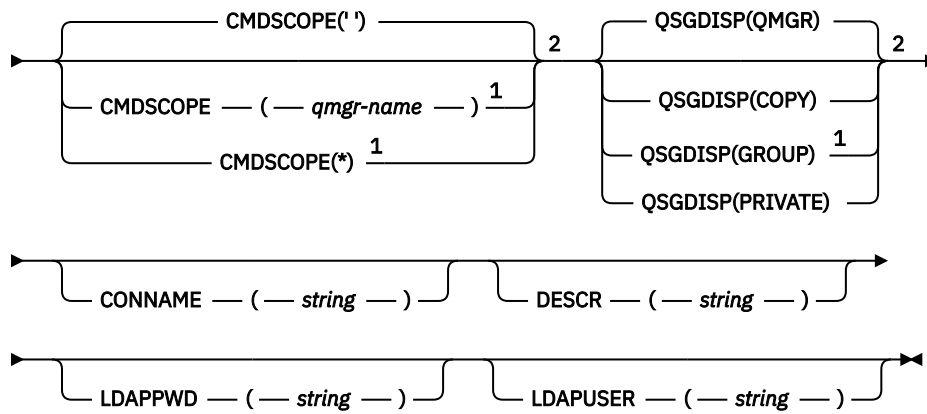 CMDSCOPE(' ') QSGDISP(QMGR)
2 2
CMDSCOPE ( qmgr-name ) 1 QSGDISP(COPY)
CMDSCOPE(*) 1 QSGDISP(GROUP) 1
QSGDISP(PRIVATE)
CONNAME ( string ) DESCR ( string )
LDAPPWD ( string ) LDAPUSER ( string )